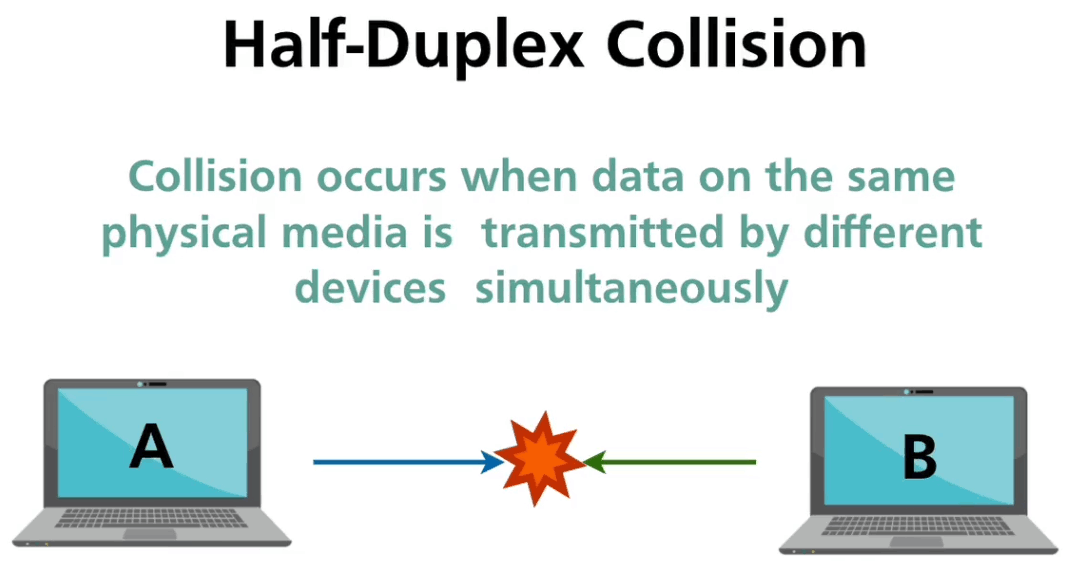 Half-Duplex Collision
Collision occurs when data on the same
physical media is transmitted by different
devices simultaneously
A
B